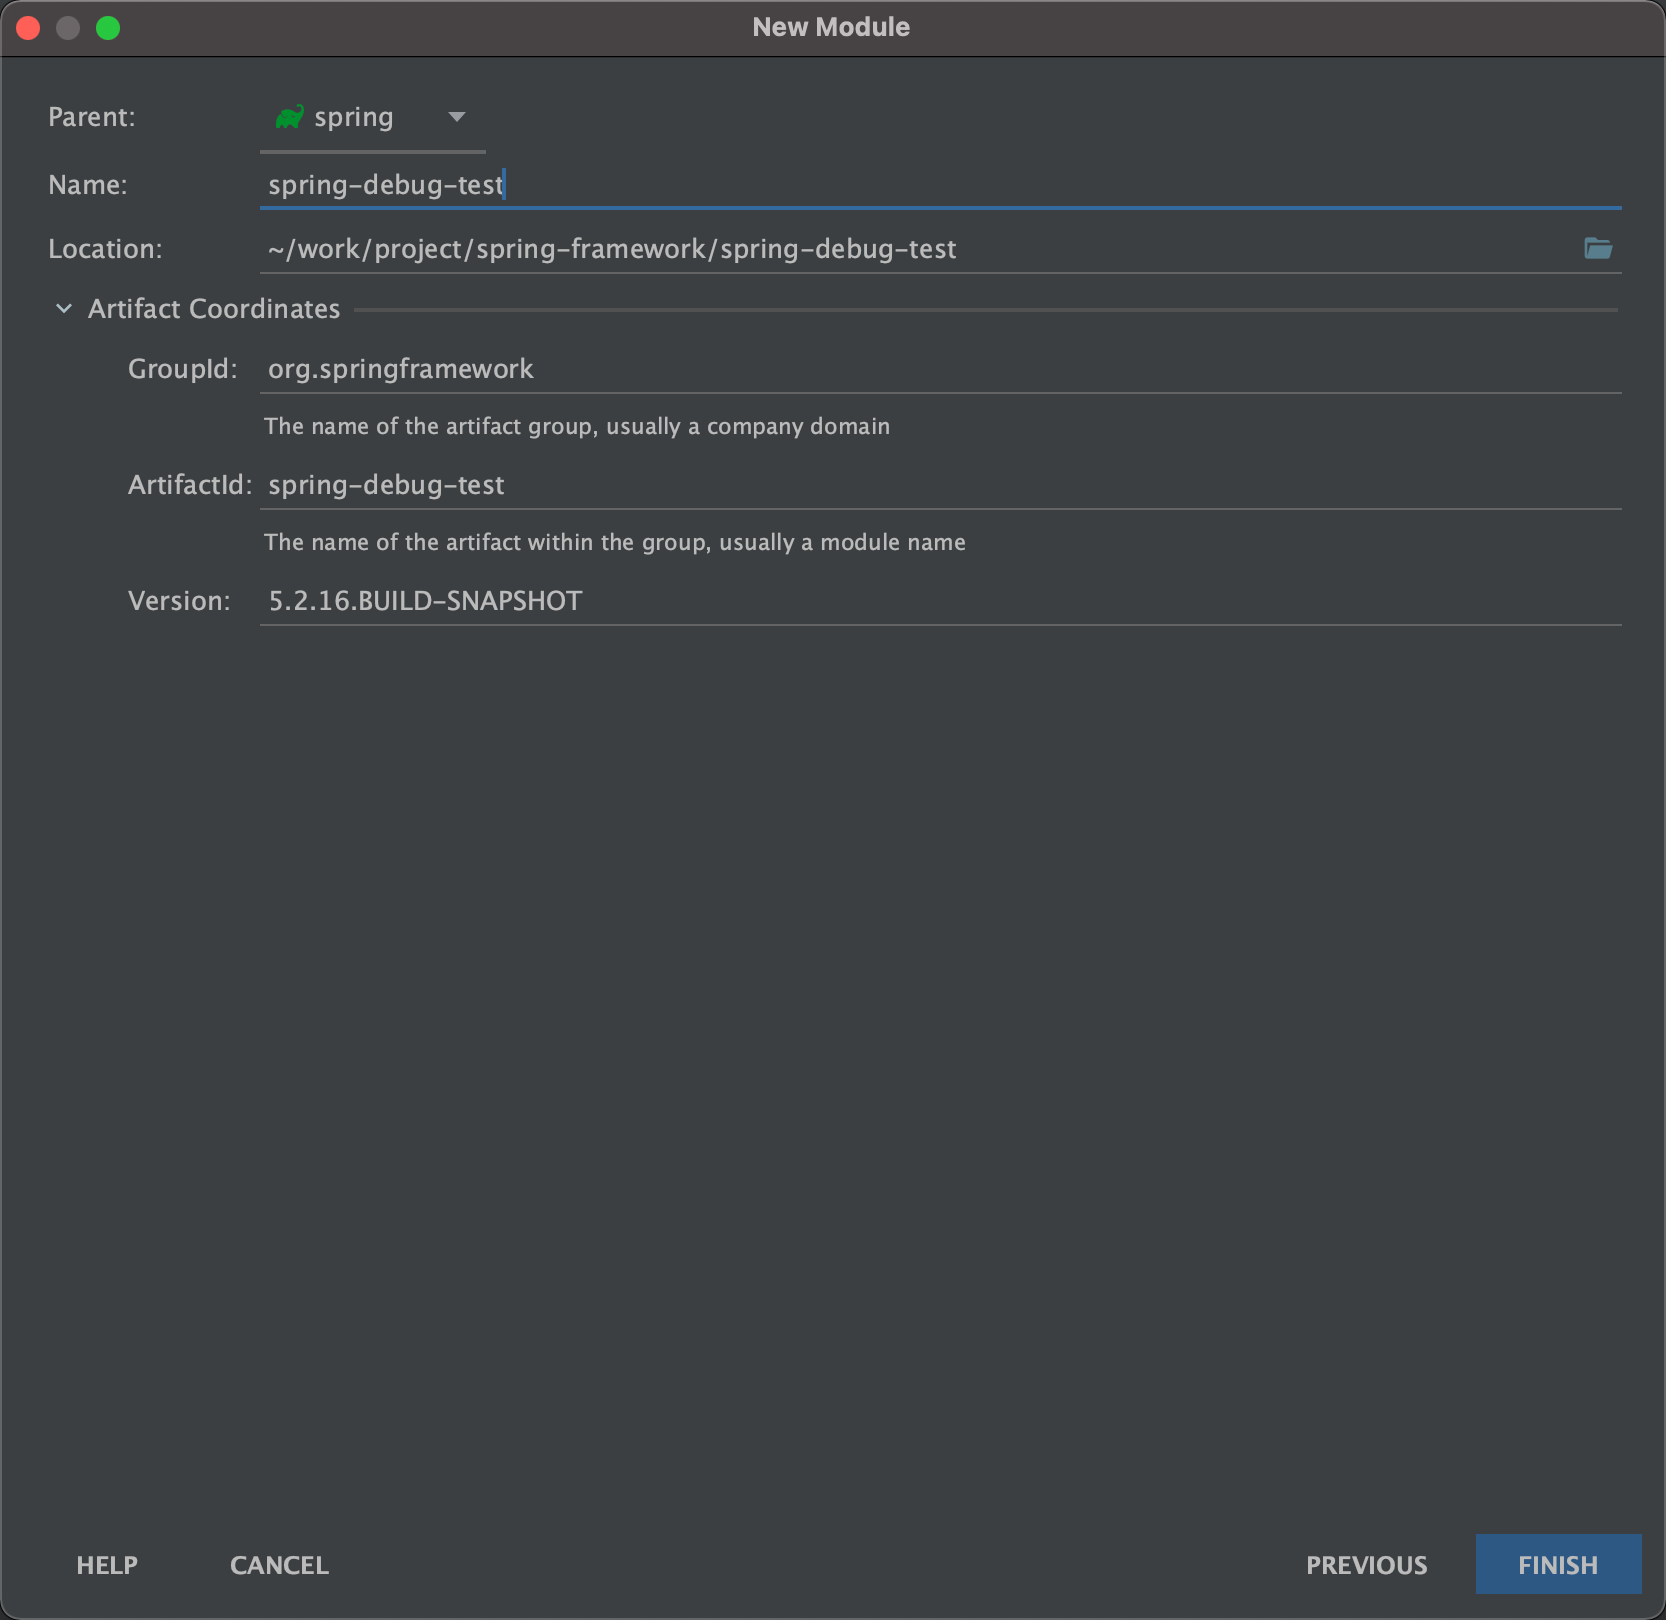 New Module
Parent: spring
Name: spring-debug-test
Location: ~/work/project/spring-framework/spring-debug-test
Artifact Coordinates
GroupId: org.springframework
The name of the artifact group, usually a company domain
ArtifactId: spring-debug-test
The name of the artifact within the group, usually a module name
Version: 5.2.16.BUILD-SNAPSHOT
HELP CANCEL PREVIOUS FINISH